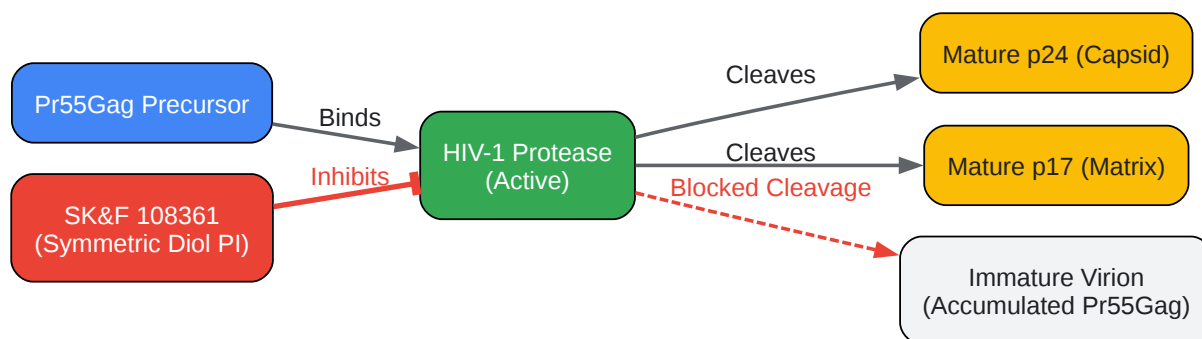 Pr55Gag Precursor
Binds
SK&F 108361
(Symmetric Diol PI)
Inhibits
HIV-1 Protease
(Active)
Cleaves
Mature p24 (Capsid)
Cleaves
Mature p17 (Matrix)
Blocked Cleavage
Immature Virion
(Accumulated Pr55Gag)